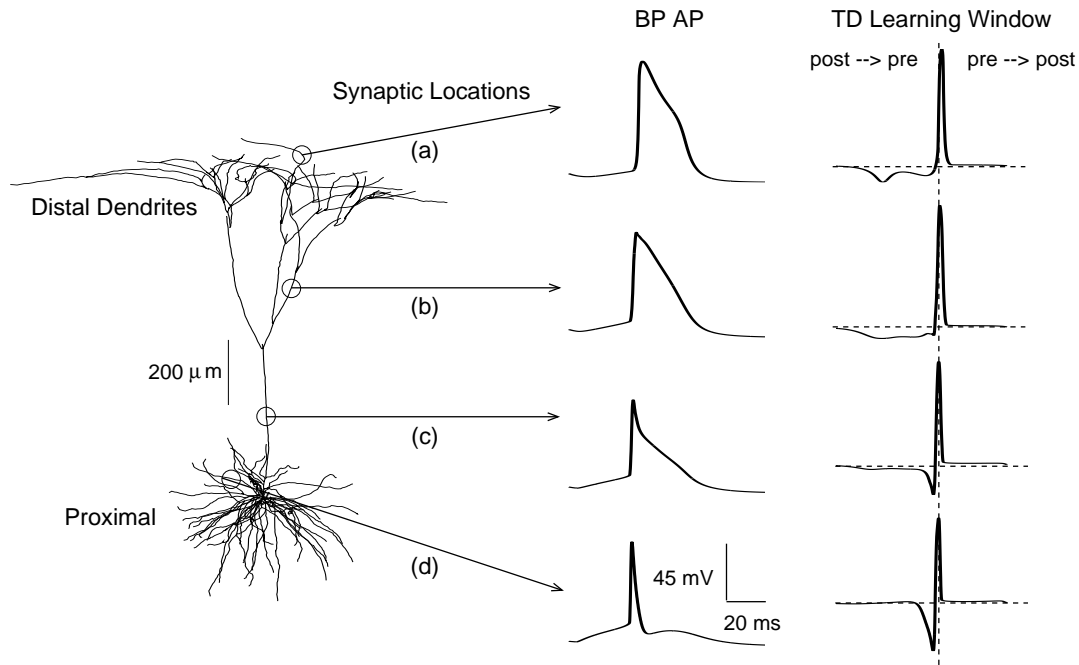 BP AP
TD Learning Window
post --> pre
pre --> post
Synaptic Locations
(a)
Distal Dendrites
(b)
200 μm
(c)
Proximal
(d)
45 mV
20 ms